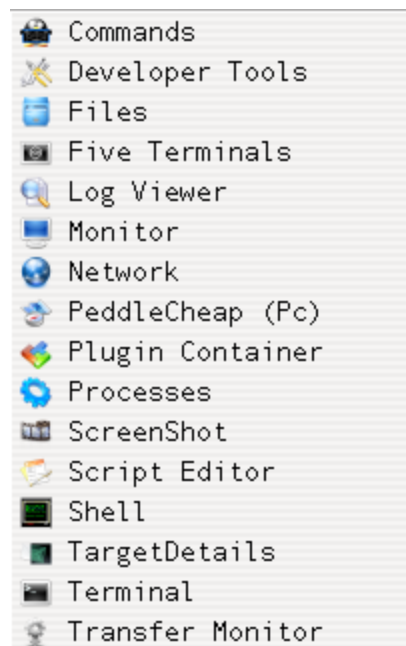 Commands
Developer Tools
Files
Five Terminals
Log Viewer
Monitor
Network
PeddleCheap (Pc)
Plugin Container
Processes
ScreenShot
Script Editor
Shell
TargetDetails
Terminal
Transfer Monitor